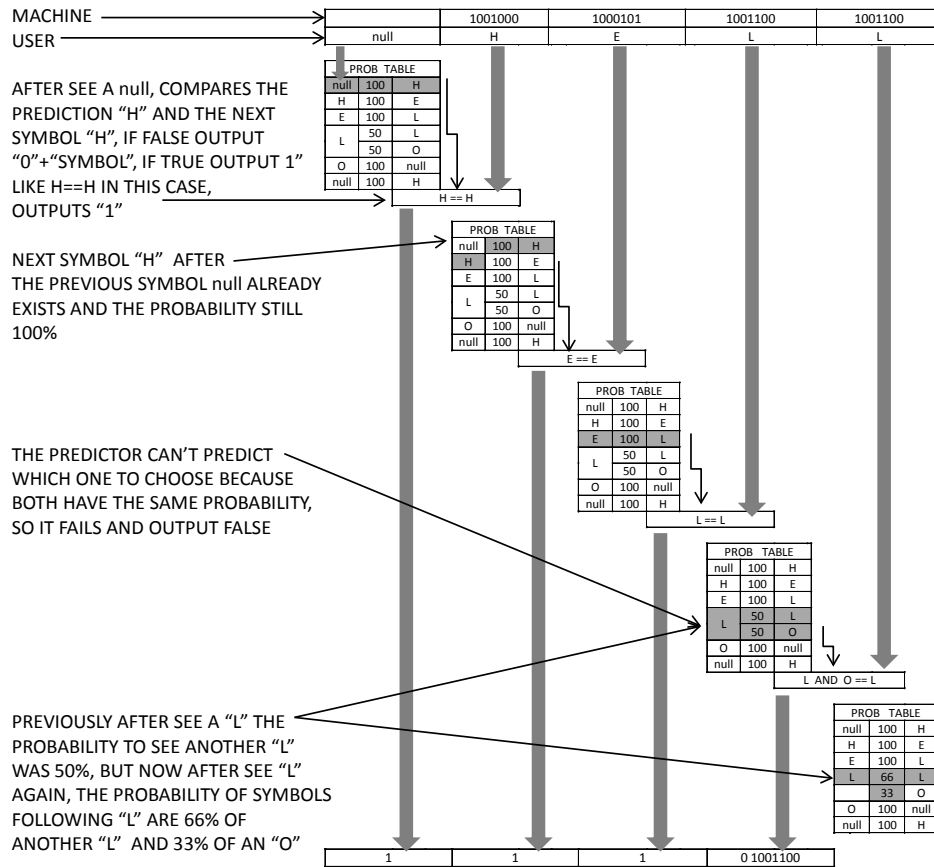 MACHINE 1001000 1000101 1001100 1001100
USER null H E L L
PROB TABLE
null 100 H
H 100 E
E 100 L
L 50 L
50 O
O 100 null
null 100 H
AFTER SEE A null, COMPARES THE
PREDICTION “H” AND THE NEXT
SYMBOL “H”, IF FALSE OUTPUT
“0”+“SYMBOL”, IF TRUE OUTPUT 1”
LIKE H==H IN THIS CASE,
OUTPUTS “1”
H == H
PROB TABLE
null 100 H
H 100 E
E 100 L
L 50 L
50 O
O 100 null
null 100 H
NEXT SYMBOL “H” AFTER
THE PREVIOUS SYMBOL null ALREADY
EXISTS AND THE PROBABILITY STILL
100%
E == E
PROB TABLE
null 100 H
H 100 E
E 100 L
L 50 L
50 O
O 100 null
null 100 H
THE PREDICTOR CAN’T PREDICT
WHICH ONE TO CHOOSE BECAUSE
BOTH HAVE THE SAME PROBABILITY,
SO IT FAILS AND OUTPUT FALSE
L == L
PROB TABLE
null 100 H
H 100 E
E 100 L
L 50 L
50 O
O 100 null
null 100 H
L AND O == L
PROB TABLE
null 100 H
H 100 E
E 100 L
L 66 L
33 O
O 100 null
null 100 H
PREVIOUSLY AFTER SEE A “L” THE
PROBABILITY TO SEE ANOTHER “L”
WAS 50%, BUT NOW AFTER SEE “L”
AGAIN, THE PROBABILITY OF SYMBOLS
FOLLOWING “L” ARE 66% OF
ANOTHER “L” AND 33% OF AN “O”
1 1 1 0 1001100